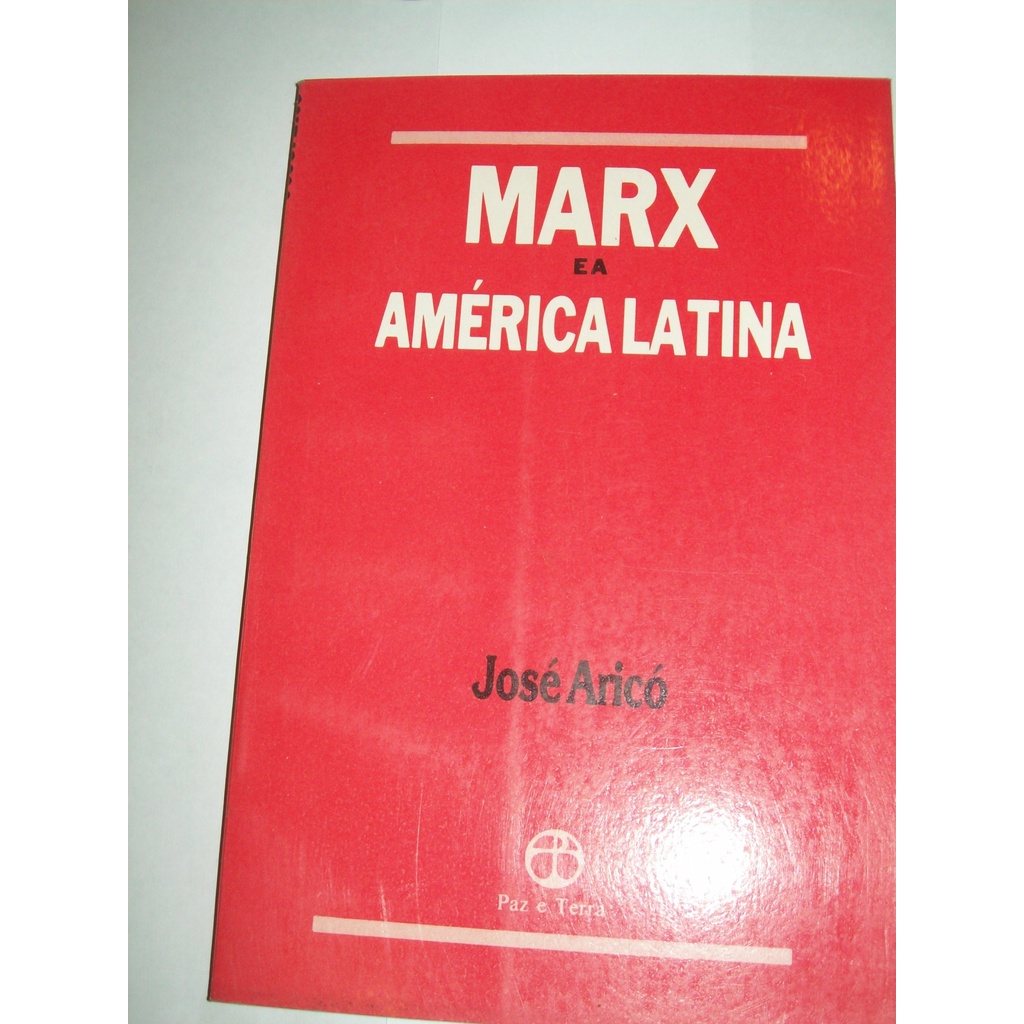 MARX
E A
AMÉRICA LATINA
José Aricó
Paz e Terra